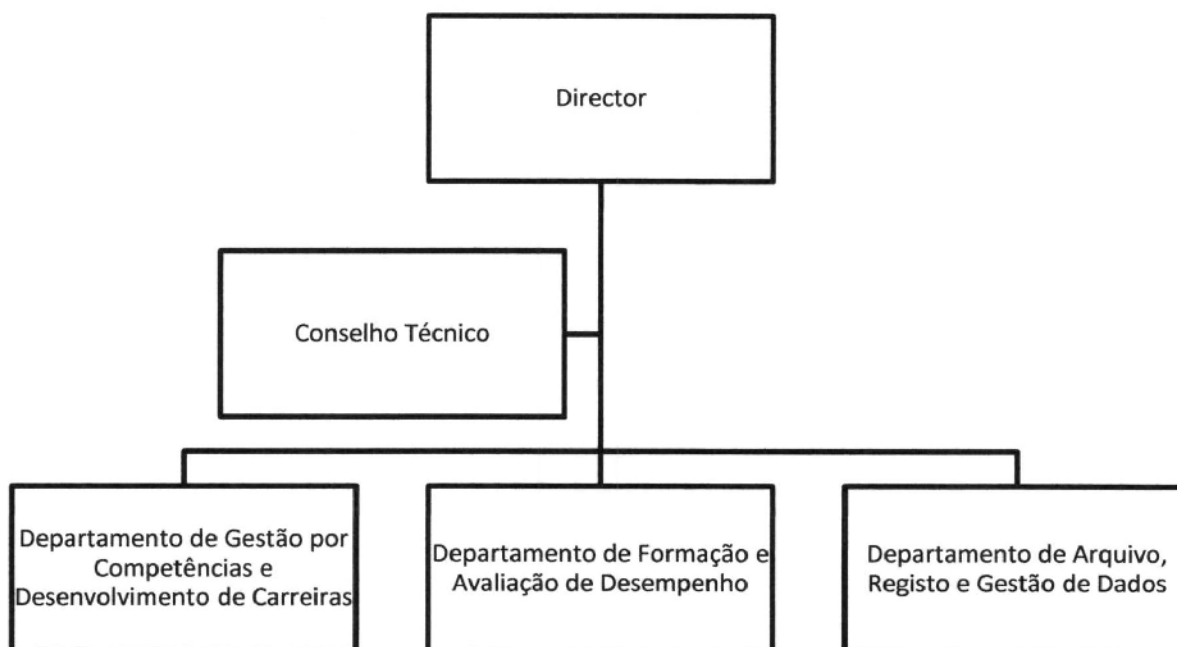 Director
Conselho Técnico
Departamento de Gestão por
Competências e
Desenvolvimento de Carreiras
Departamento de Formação e
Avaliação de Desempenho
Departamento de Arquivo,
Registo e Gestão de Dados